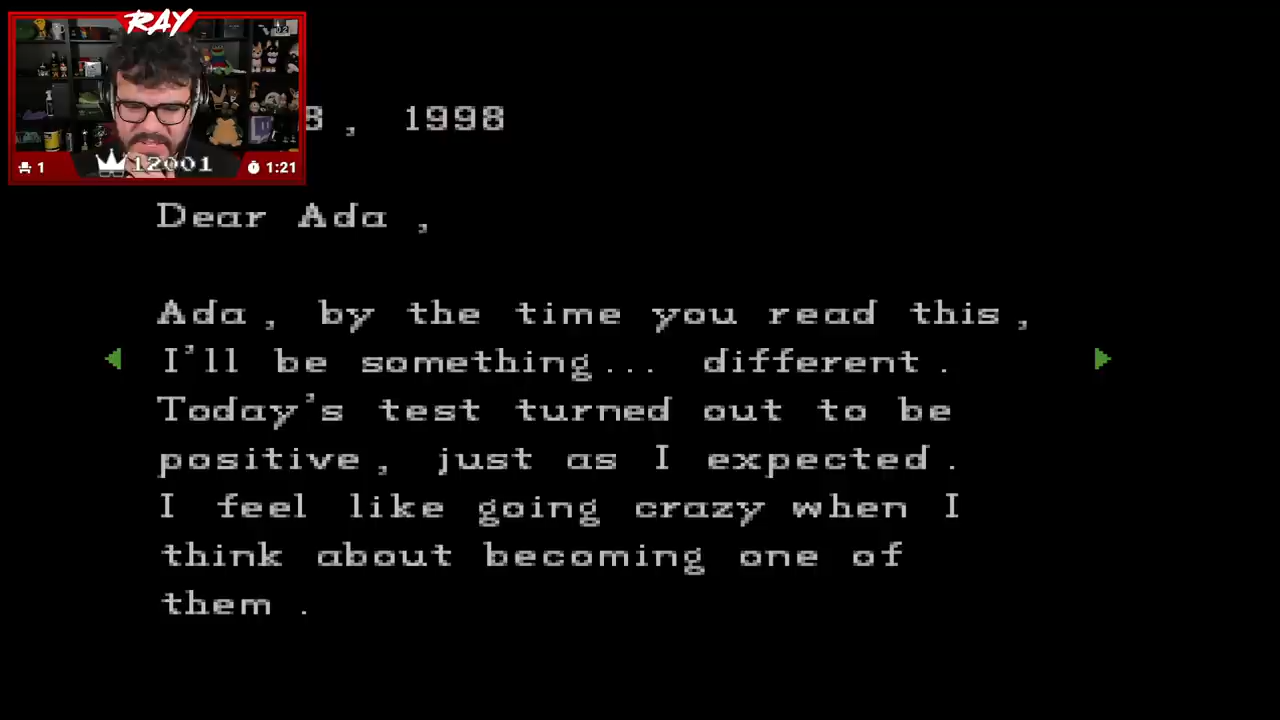 RAY
8, 1998
1
12001
1:21
Dear Ada ,
Ada, by the time you read this,
I'll be something... different.
Today's test turned out to be
positive, just as I expected.
I feel like going crazy when I
think about becoming one of
them .